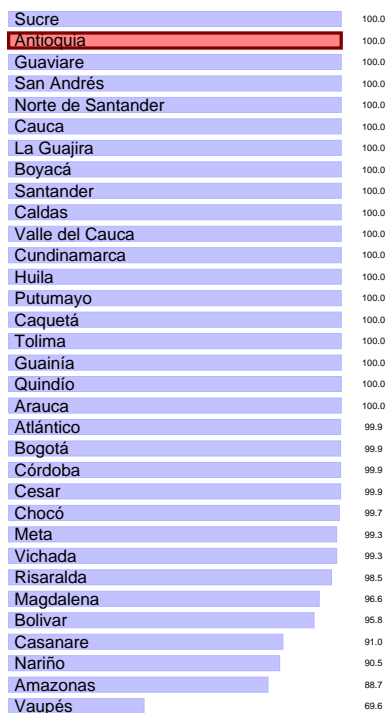 Sucre 100.0
Antioquia 100.0
Guaviare 100.0
San Andrés 100.0
Norte de Santander 100.0
Cauca 100.0
La Guajira 100.0
Boyacá 100.0
Santander 100.0
Caldas 100.0
Valle del Cauca 100.0
Cundinamarca 100.0
Huila 100.0
Putumayo 100.0
Caquetá 100.0
Tolima 100.0
Guainía 100.0
Quindío 100.0
Arauca 100.0
Atlántico 99.9
Bogotá 99.9
Córdoba 99.9
Cesar 99.9
Chocó 99.7
Meta 99.3
Vichada 99.3
Risaralda 98.5
Magdalena 96.6
Bolivar 95.8
Casanare 91.0
Nariño 90.5
Amazonas 88.7
Vaupés 69.6